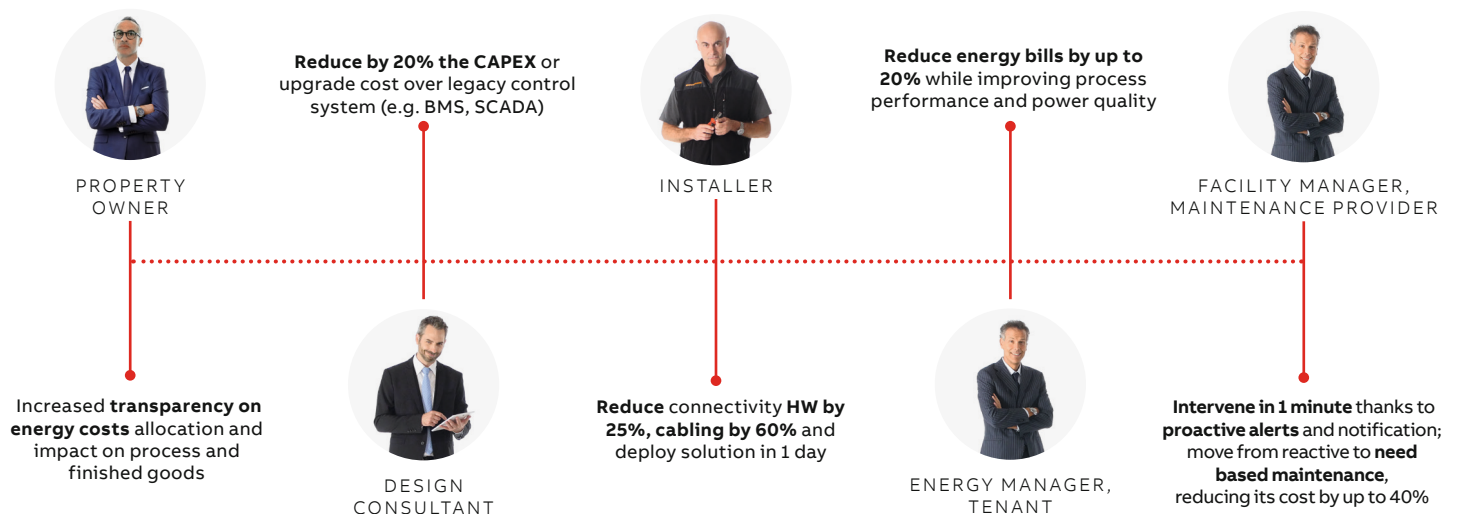 PROPERTY
OWNER
Increased transparency on
energy costs allocation and
impact on process and
finished goods
Reduce by 20% the CAPEX or
upgrade cost over legacy control
system (e.g. BMS, SCADA)
DESIGN
CONSULTANT
INSTALLER
Reduce connectivity HW by
25%, cabling by 60% and
deploy solution in 1 day
Reduce energy bills by up to
20% while improving process
performance and power quality
ENERGY MANAGER,
TENANT
FACILITY MANAGER,
MAINTENANCE PROVIDER
Intervene in 1 minute thanks to
proactive alerts and notification;
move from reactive to need
based maintenance,
reducing its cost by up to 40%